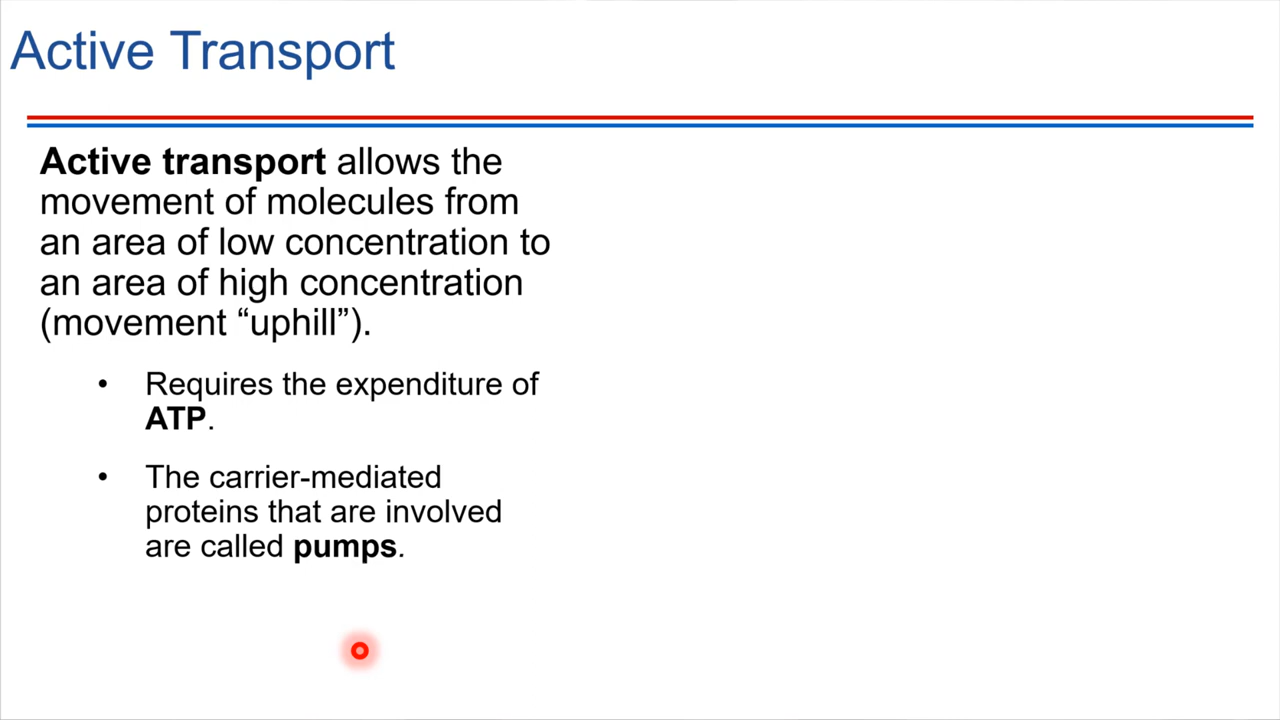 Active Transport
Active transport allows the
movement of molecules from
an area of low concentration to
an area of high concentration
(movement “uphill”).
• Requires the expenditure of
ATP.
• The carrier-mediated
proteins that are involved
are called pumps.